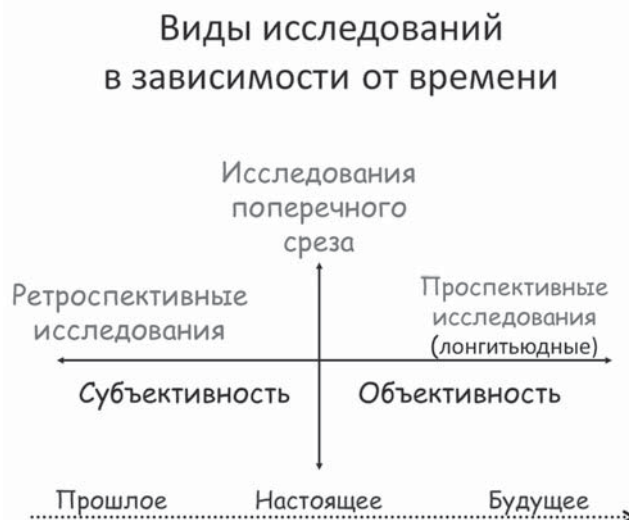 Виды исследований
в зависимости от времени
Исследования
поперечного
среза
Ретроспективные
исследования
Проспективные
исследования
(лонгитьюдные)
Субъективность
Объективность
Прошлое
Настоящее
Будущее